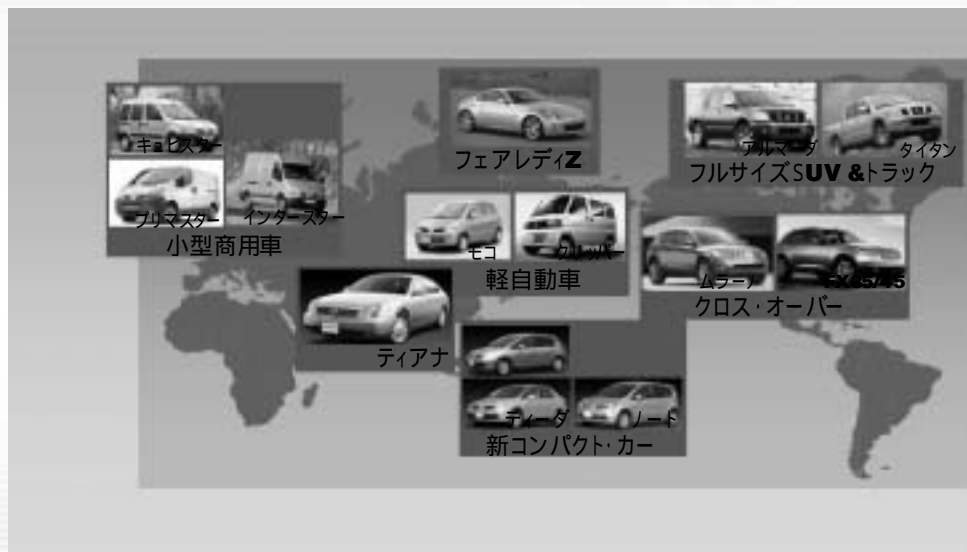 キュビスター
プリマスター
インタースター
小型商用車
フェアレディZ
アルマーダ
タイタン
フルサイズSUV &トラック
モコ
クリッパー
軽自動車
ムラーノ
FX35/45
クロス・オーバー
ティアナ
ティーダ
ノート
新コンパクト・カー